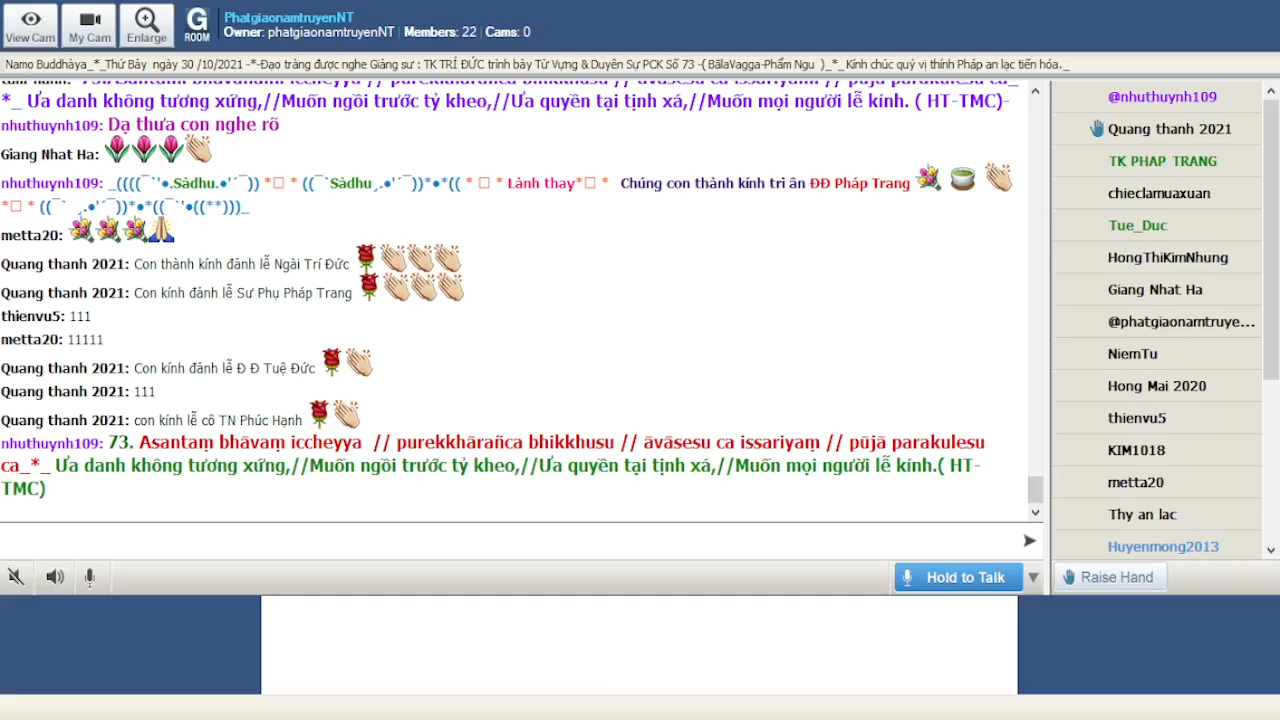 View Cam
My Cam
Enlarge
G
ROOM
PhatgiaonamtruyenNT
Owner: phatgiaonamtruyenNT | Members: 22 | Cams: 0
Namo Buddhàya_*_Thứ Bảy ngày 30 /10/2021 -*-Đạo tràng được nghe Giảng sư : TK TRÍ ĐỨC trình bày Từ Vựng & Duyên Sự PCK Số 73 -( BãlaVagga-Phẩm Ngu )_*_ Kính chúc quý vị thính Pháp an lạc tiến hóa._
*_ Ưa danh không tương xứng,//Muốn ngồi trước tỷ kheo,//Ưa quyền tại tịnh xá,//Muốn mọi người lễ kính. ( HT-TMC)-
nhuthuynh109: Dạ thưa con nghe rõ
Giang Nhat Ha:
nhuthuynh109: _((((¯`'•.Sàdhu.•'´¯)) *□ * ((¯`Sàdhu¸.•'´¯))*•*(( * □ * Lành thay*□ * Chúng con thành kính tri ân ĐĐ Pháp Trang
*□ * ((¯` ¸.•'´¯))*•*((¯`'•((**)))_
metta20:
Quang thanh 2021: Con thành kính đảnh lễ Ngài Trí Đức
Quang thanh 2021: Con kính đảnh lễ Sư Phụ Pháp Trang
thienvu5: 111
metta20: 11111
Quang thanh 2021: Con kính đảnh lễ Đ Đ Tuệ Đức
Quang thanh 2021: 111
Quang thanh 2021: con kính lễ cô TN Phúc Hạnh
nhuthuynh109: 73. Asantaṃ bhāvaṃ iccheyya // purekkhārañca bhikkhusu // āvāsesu ca issariyaṃ // pūjā parakulesu
ca_*_ Ưa danh không tương xứng,//Muốn ngồi trước tỷ kheo,//Ưa quyền tại tịnh xá,//Muốn mọi người lễ kính.( HT-
TMC)
Hold to Talk
@nhuthuynh109
Quang thanh 2021
TK PHAP TRANG
chieclamuaxuan
Tue_Duc
HongThiKimNhung
Giang Nhat Ha
@phatgiaonamtruye...
NiemTu
Hong Mai 2020
thienvu5
KIM1018
metta20
Thy an lac
Huyenmong2013
Raise Hand